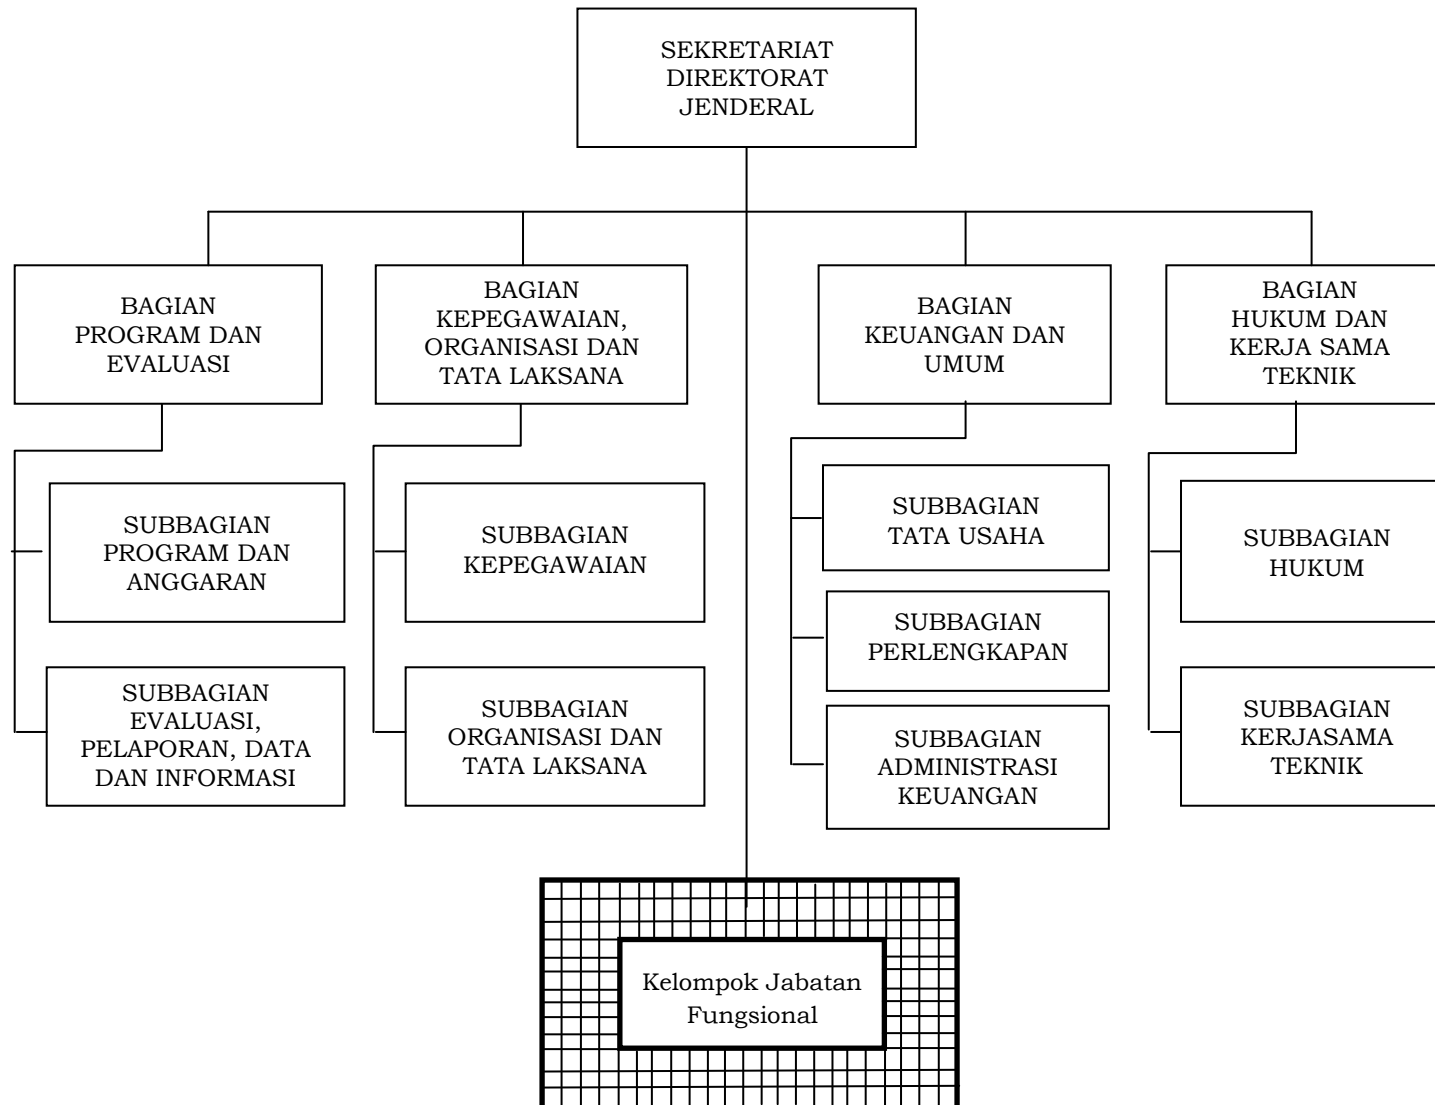 SEKRETARIAT
DIREKTORAT
JENDERAL
BAGIAN
PROGRAM DAN
EVALUASI
BAGIAN
KEPEGAWAIAN,
ORGANISASI DAN
TATA LAKSANA
BAGIAN
KEUANGAN DAN
UMUM
BAGIAN
HUKUM DAN
KERJA SAMA
TEKNIK
SUBBAGIAN
PROGRAM DAN
ANGGARAN
SUBBAGIAN
KEPEGAWAIAN
SUBBAGIAN
TATA USAHA
SUBBAGIAN
HUKUM
SUBBAGIAN
PERLENGKAPAN
SUBBAGIAN
EVALUASI,
PELAPORAN, DATA
DAN INFORMASI
SUBBAGIAN
ORGANISASI DAN
TATA LAKSANA
SUBBAGIAN
ADMINISTRASI
KEUANGAN
SUBBAGIAN
KERJASAMA
TEKNIK
Kelompok Jabatan
Fungsional